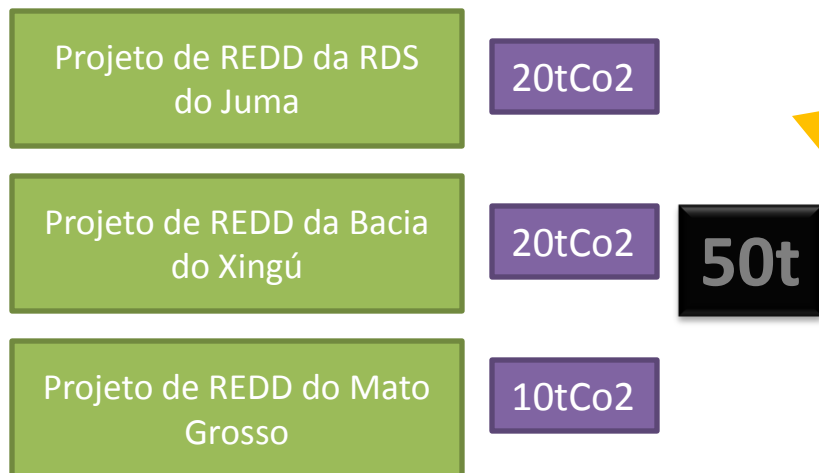 Projeto de REDD da RDS
do Juma
20tCo2
Projeto de REDD da Bacia
do Xingú
20tCo2
50t
Projeto de REDD do Mato
Grosso
10tCo2